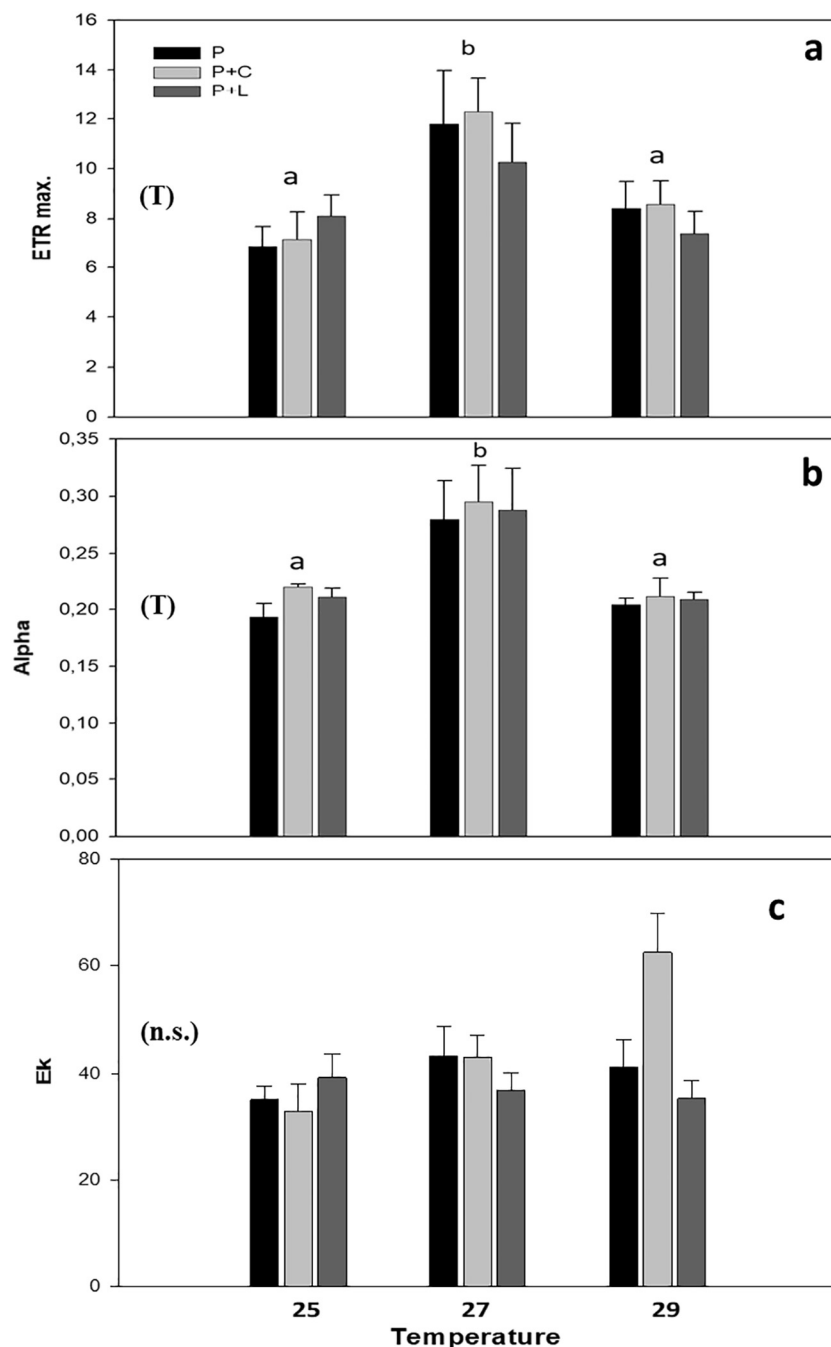 16
a
P
P+C
P+L
b
14
12
10
a
a
(T)
ETR max.
8
6
4
2
0
0,35
b
b
0,30
0,25
a
a
(T)
Alpha
0,20
0,15
0,10
0,05
0,00
80
c
60
(n.s.)
Ek
40
20
0
25 27 29
Temperature